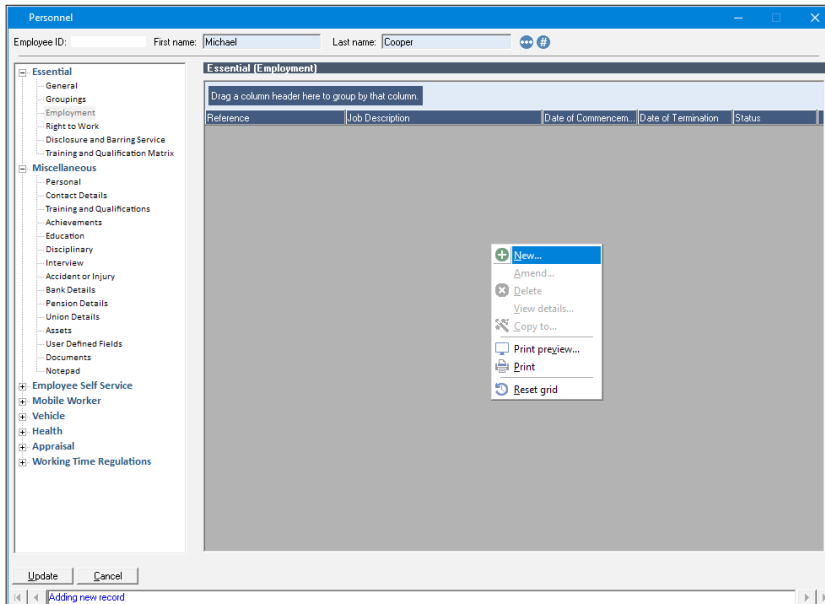 Personnel
Employee ID: First name: Michael Last name: Cooper
Essential
General
Groupings
Employment
Right to Work
Disclosure and Barring Service
Training and Qualification Matrix
Miscellaneous
Personal
Contact Details
Training and Qualifications
Achievements
Education
Disciplinary
Interview
Accident or Injury
Bank Details
Pension Details
Union Details
Assets
User Defined Fields
Documents
Notepad
Employee Self Service
Mobile Worker
Vehicle
Health
Appraisal
Working Time Regulations
Essential (Employment)
Drag a column header here to group by that column.
Reference Job Description Date of Commencem... Date of Termination Status
New...
Amend...
Delete
View details...
Copy to...
Print preview...
Print
Reset grid
Update Cancel
Adding new record